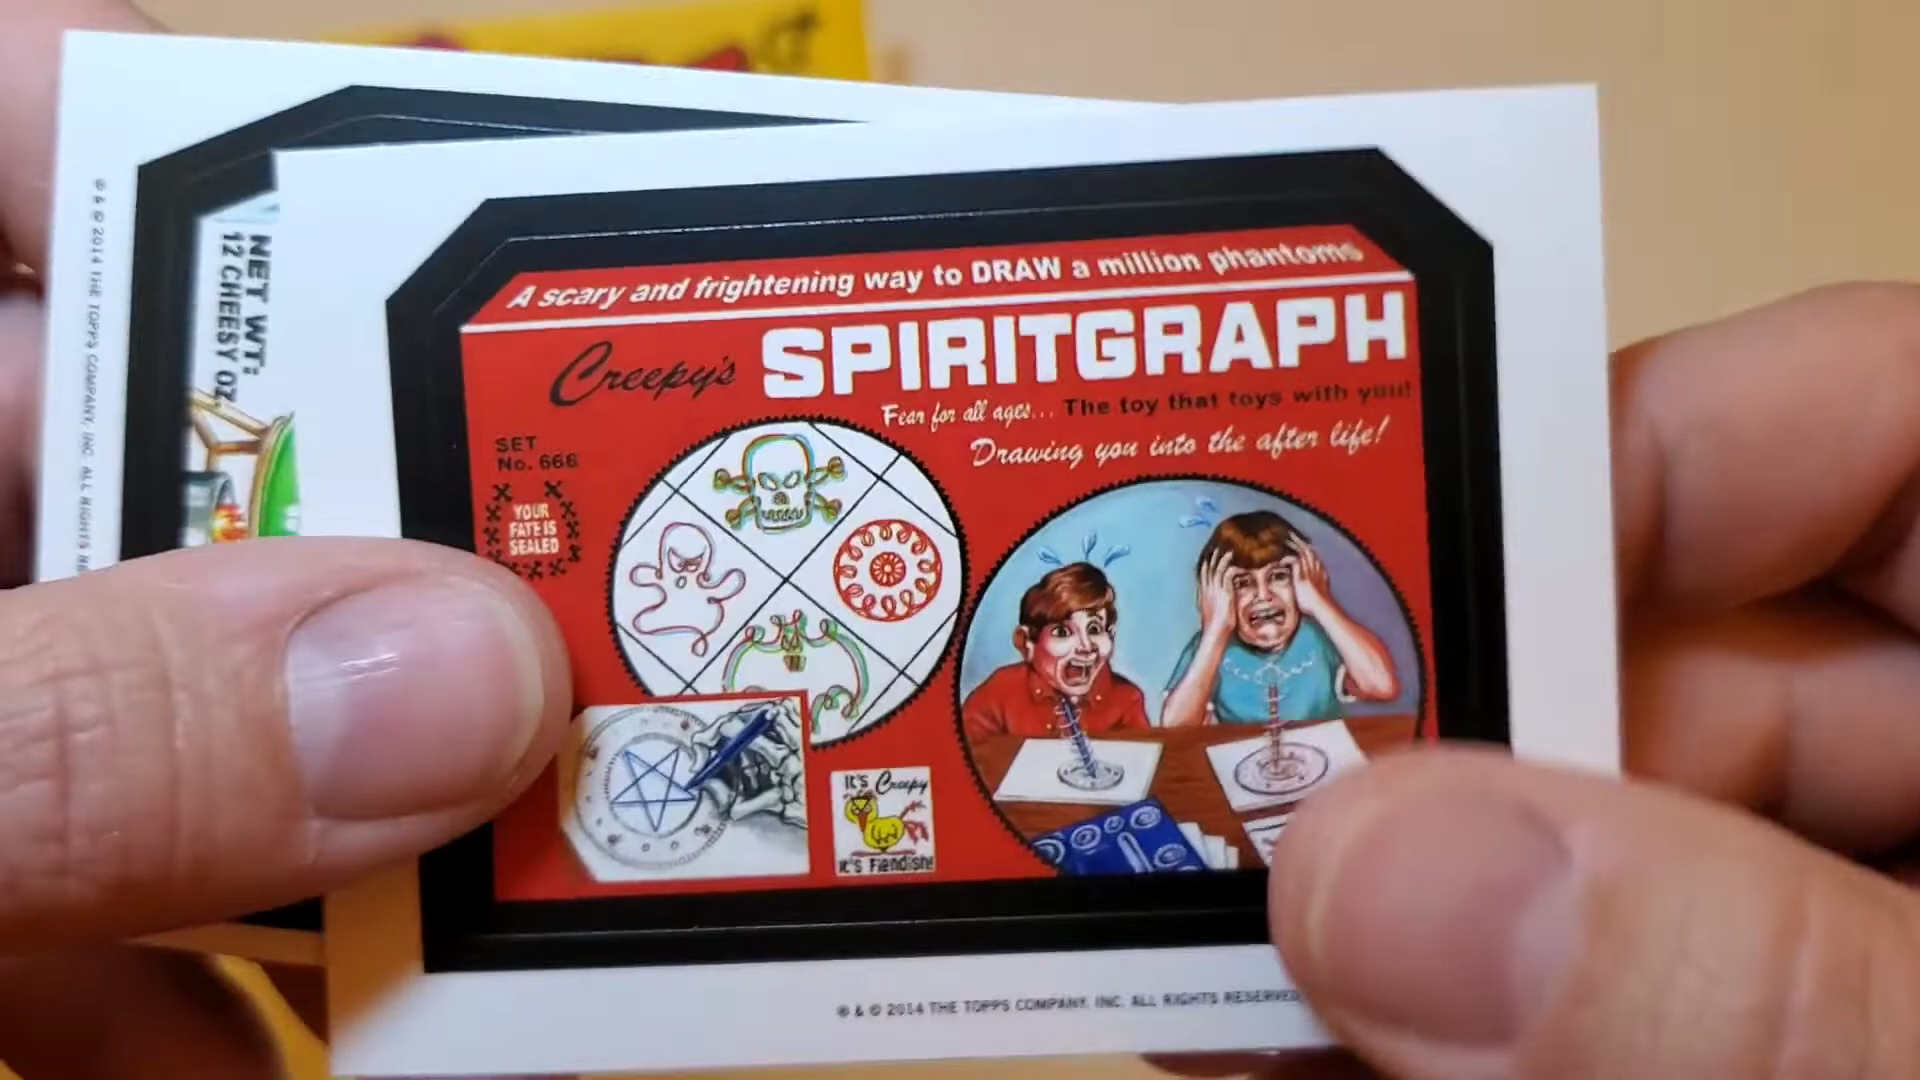 A scary and frightening way to DRAW a million phantoms
Creepy's SPIRITGRAPH
Fear for all ages... The toy that toys with you!
Drawing you into the after life!
SET
No. 666
YOUR
FATE IS
SEALED
It's Creepy
It's Fiendish!
® & © 2014 THE TOPPS COMPANY, INC. ALL RIGHTS RESERVED
NET WT:
12 CHEESY OZ.
® & © 2014 THE TOPPS COMPANY, INC. ALL RIGHTS RE